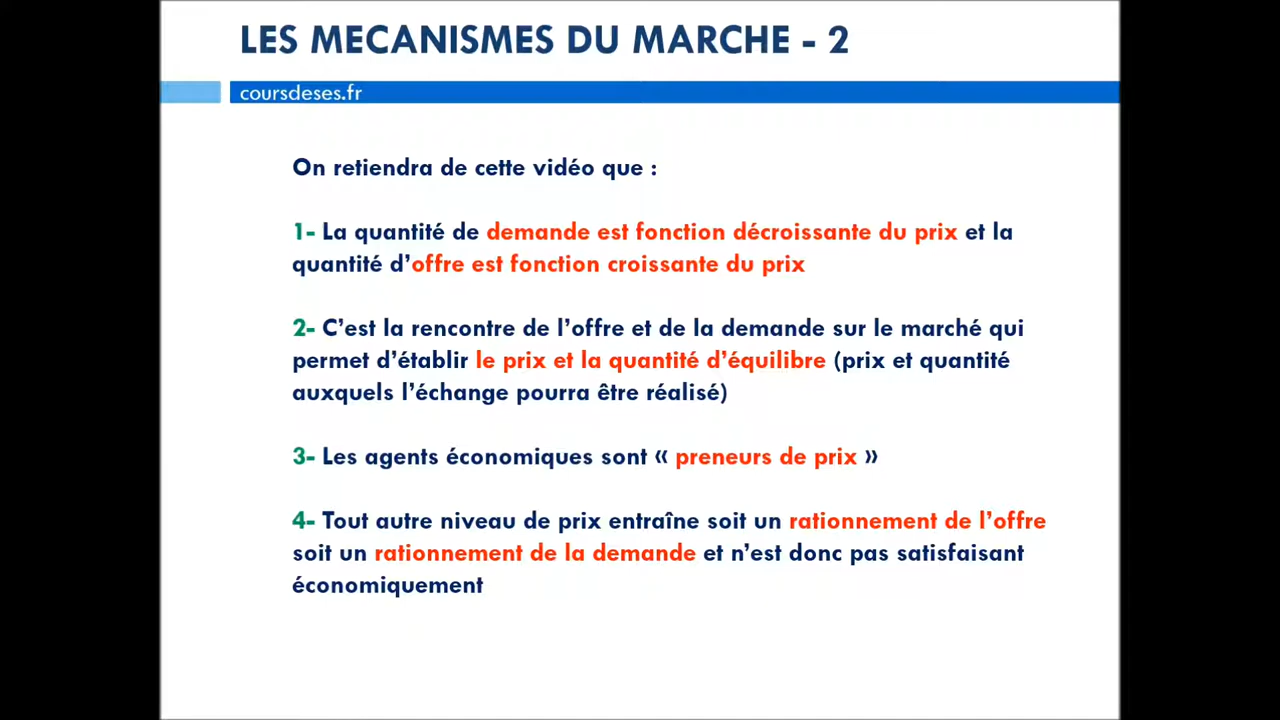 LES MECANISMES DU MARCHE - 2
coursdeses.fr
On retiendra de cette vidéo que :
1- La quantité de demande est fonction décroissante du prix et la
quantité d’offre est fonction croissante du prix
2- C’est la rencontre de l’offre et de la demande sur le marché qui
permet d’établir le prix et la quantité d’équilibre (prix et quantité
auxquels l’échange pourra être réalisé)
3- Les agents économiques sont « preneurs de prix »
4- Tout autre niveau de prix entraîne soit un rationnement de l’offre
soit un rationnement de la demande et n’est donc pas satisfaisant
économiquement